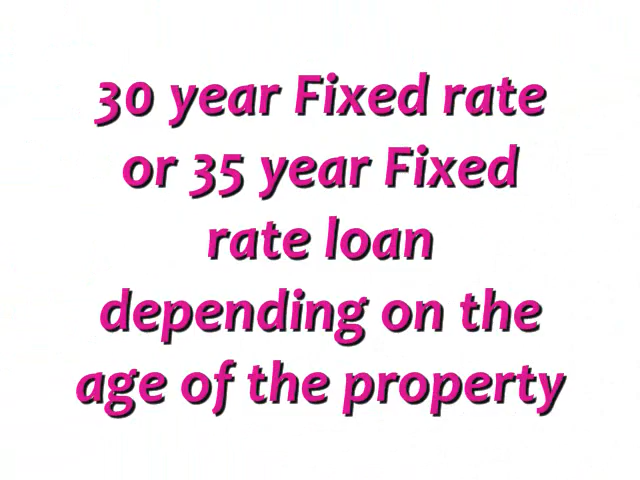 30 year Fixed rate
or 35 year Fixed
rate loan
depending on the
age of the property